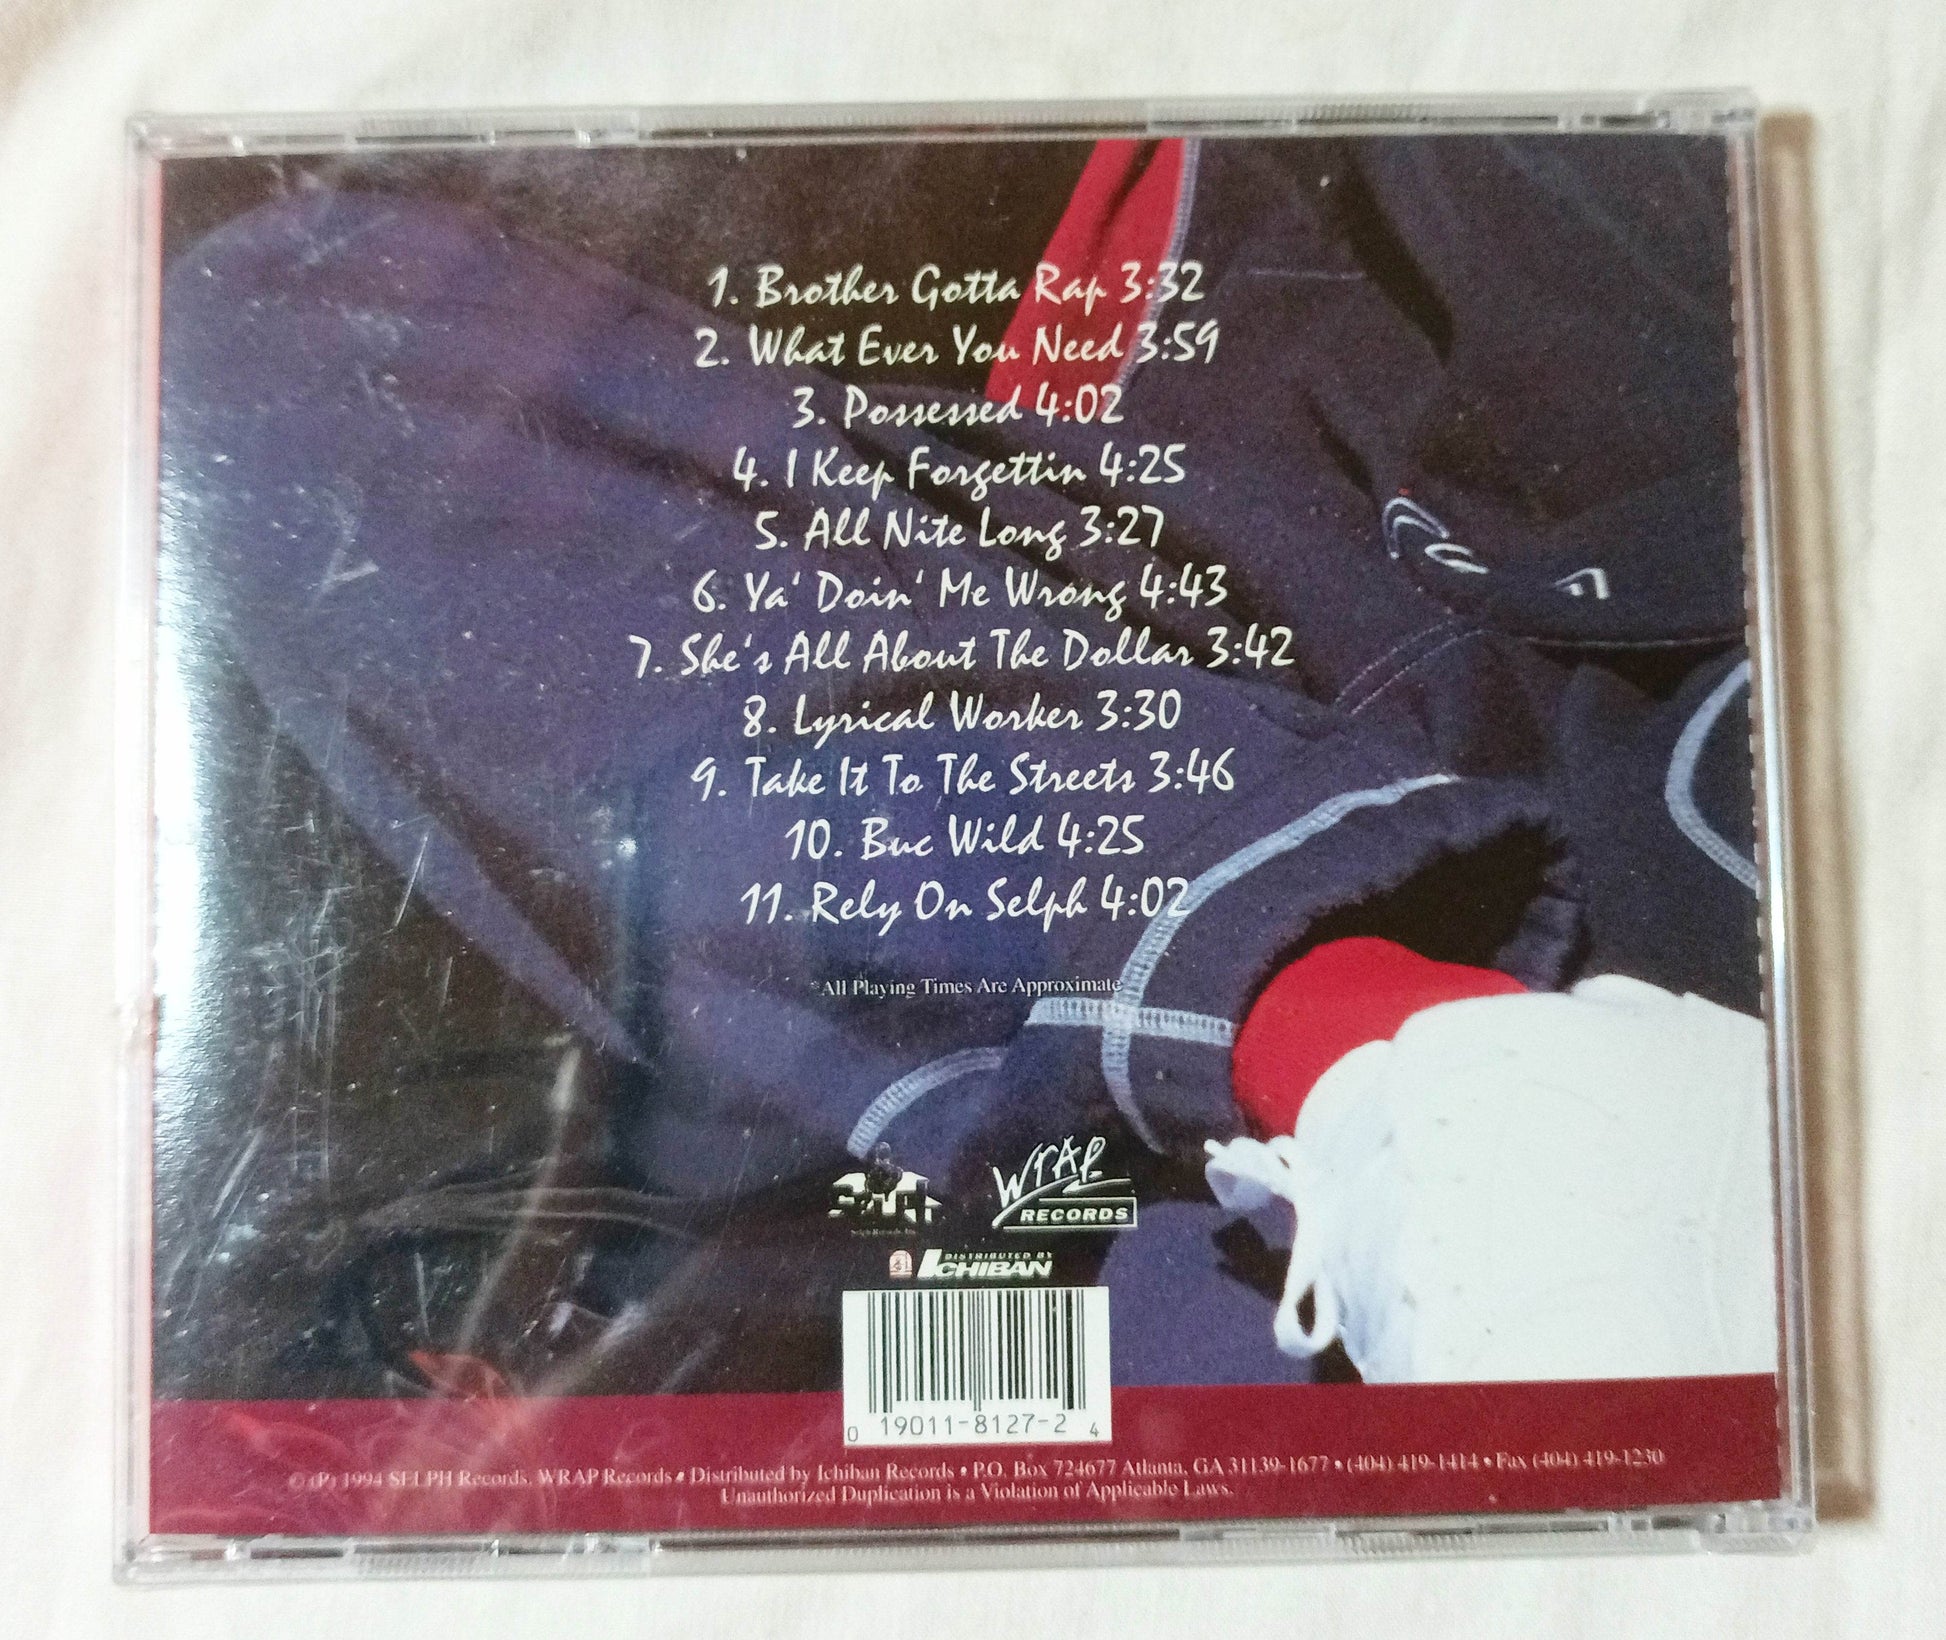 1. Brother Gotta Rap 3:32
2. What Ever You Need 3:59
3. Possessed 4:02
4. I Keep Forgettin 4:25
5. All Nite Long 3:27
6. Ya' Doin' Me Wrong 4:43
7. She's All About The Dollar 3:42
8. Lyrical Worker 3:30
9. Take It To The Streets 3:46
10. Buc Wild 4:25
11. Rely On Selph 4:02
*All Playing Times Are Approximate
SELPH
Selph Records, Inc.
WRAP
RECORDS
DISTRIBUTED BY
ICHIBAN
0 19011-8127-2 4
© (P) 1994 SELPH Records, WRAP Records • Distributed by Ichiban Records • P.O. Box 724677 Atlanta, GA 31139-1677 • (404) 419-1414 • Fax (404) 419-1230
Unauthorized Duplication is a Violation of Applicable Laws.